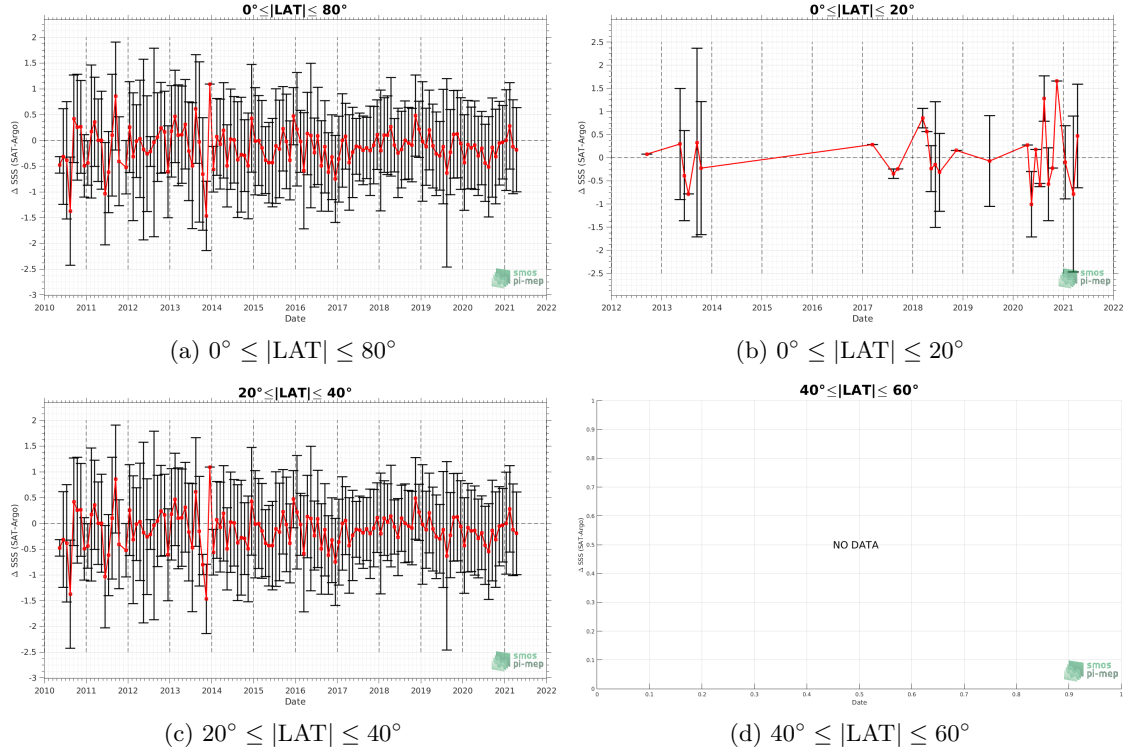 0°≤|LAT|≤ 80°
Δ SSS (SAT-Argo)
2
1.5
1
0.5
0
-0.5
-1
-1.5
-2
-2.5
-3
2010 2011 2012 2013 2014 2015 2016 2017 2018 2019 2020 2021 2022
Date
smos
pi-mep
(a) 0° ≤ |LAT| ≤ 80°
0°≤|LAT|≤ 20°
Δ SSS (SAT-Argo)
2.5
2
1.5
1
0.5
0
-0.5
-1
-1.5
-2
-2.5
2012 2013 2014 2015 2016 2017 2018 2019 2020 2021 2022
Date
smos
pi-mep
(b) 0° ≤ |LAT| ≤ 20°
20°≤|LAT|≤ 40°
Δ SSS (SAT-Argo)
2
1.5
1
0.5
0
-0.5
-1
-1.5
-2
-2.5
-3
2010 2011 2012 2013 2014 2015 2016 2017 2018 2019 2020 2021 2022
Date
smos
pi-mep
(c) 20° ≤ |LAT| ≤ 40°
40°≤|LAT|≤ 60°
Δ SSS (SAT-Argo)
1
0.9
0.8
0.7
0.6
0.5
0.4
0.3
0.2
0.1
0
NO DATA
0 0.1 0.2 0.3 0.4 0.5 0.6 0.7 0.8 0.9 1
Date
smos
pi-mep
(d) 40° ≤ |LAT| ≤ 60°